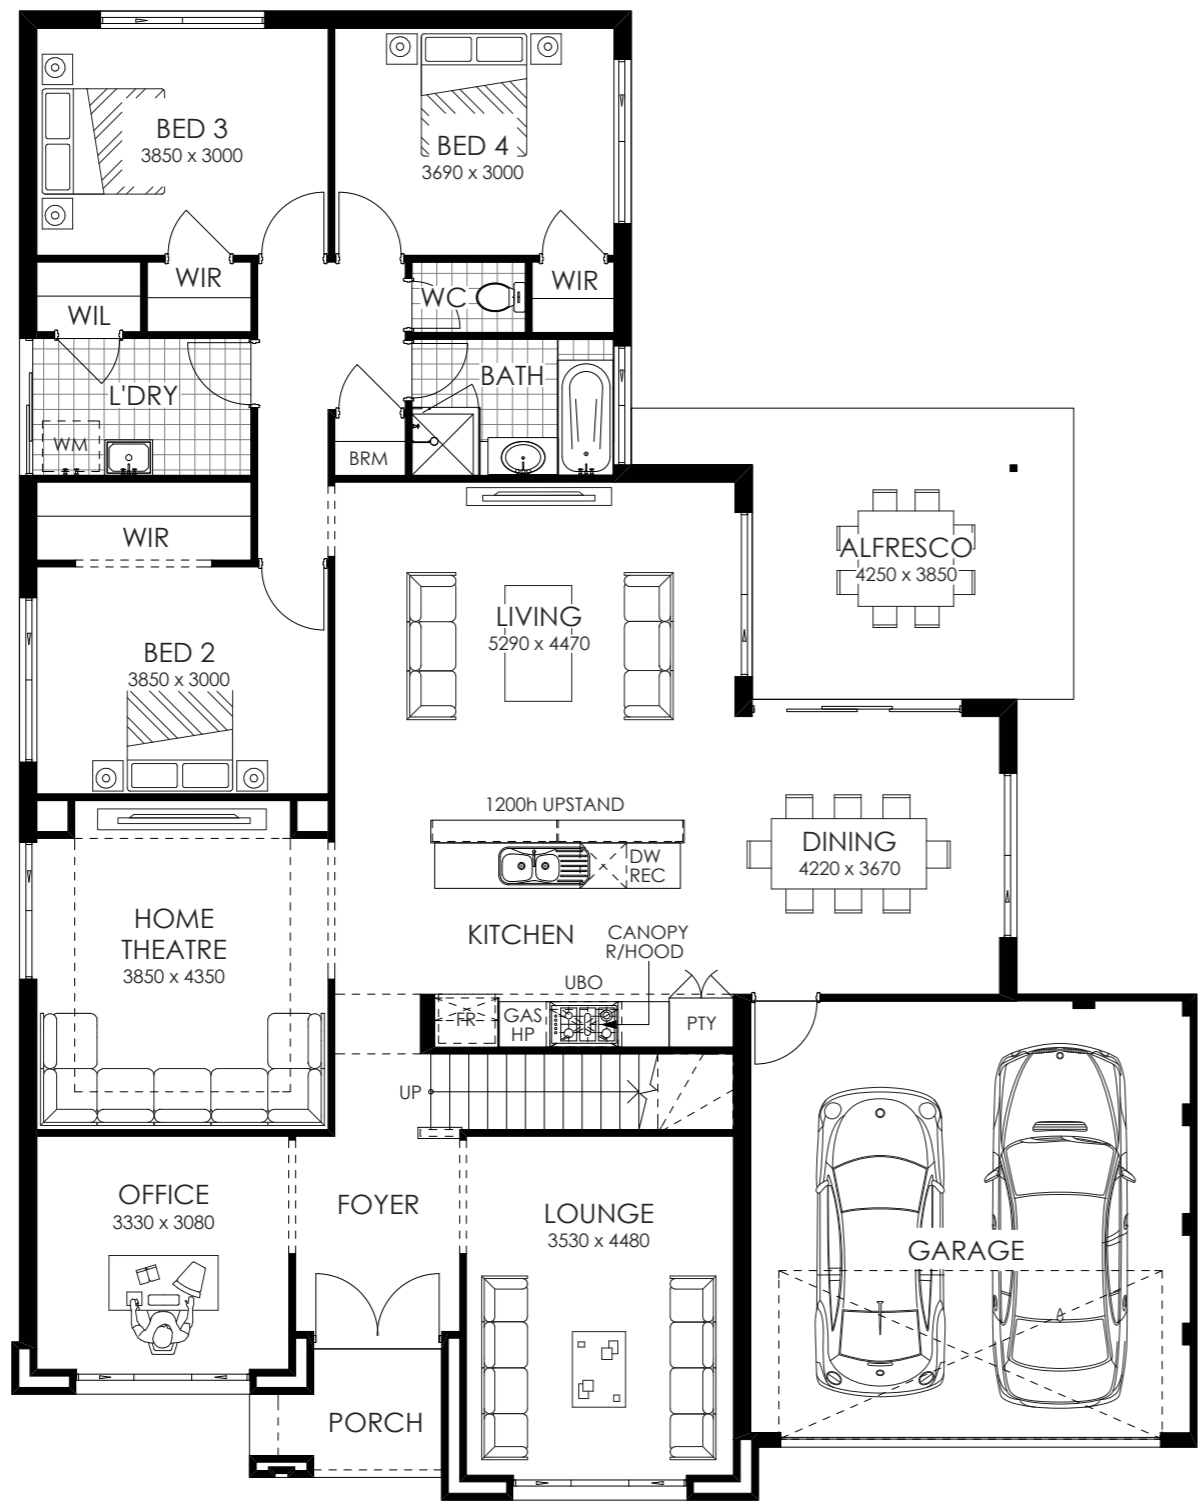 BED 3
3850 x 3000
BED 4
3690 x 3000
WIR
WIL
WC
WIR
L'DRY
WM
BATH
BRM
WIR
ALFRESCO
4250 x 3850
LIVING
5290 x 4470
BED 2
3850 x 3000
1200h UPSTAND
DW
REC
DINING
4220 x 3670
HOME
THEATRE
3850 x 4350
KITCHEN
CANOPY
R/HOOD
UBO
FR
GAS
HP
PTY
UP
OFFICE
3330 x 3080
FOYER
LOUNGE
3530 x 4480
GARAGE
PORCH